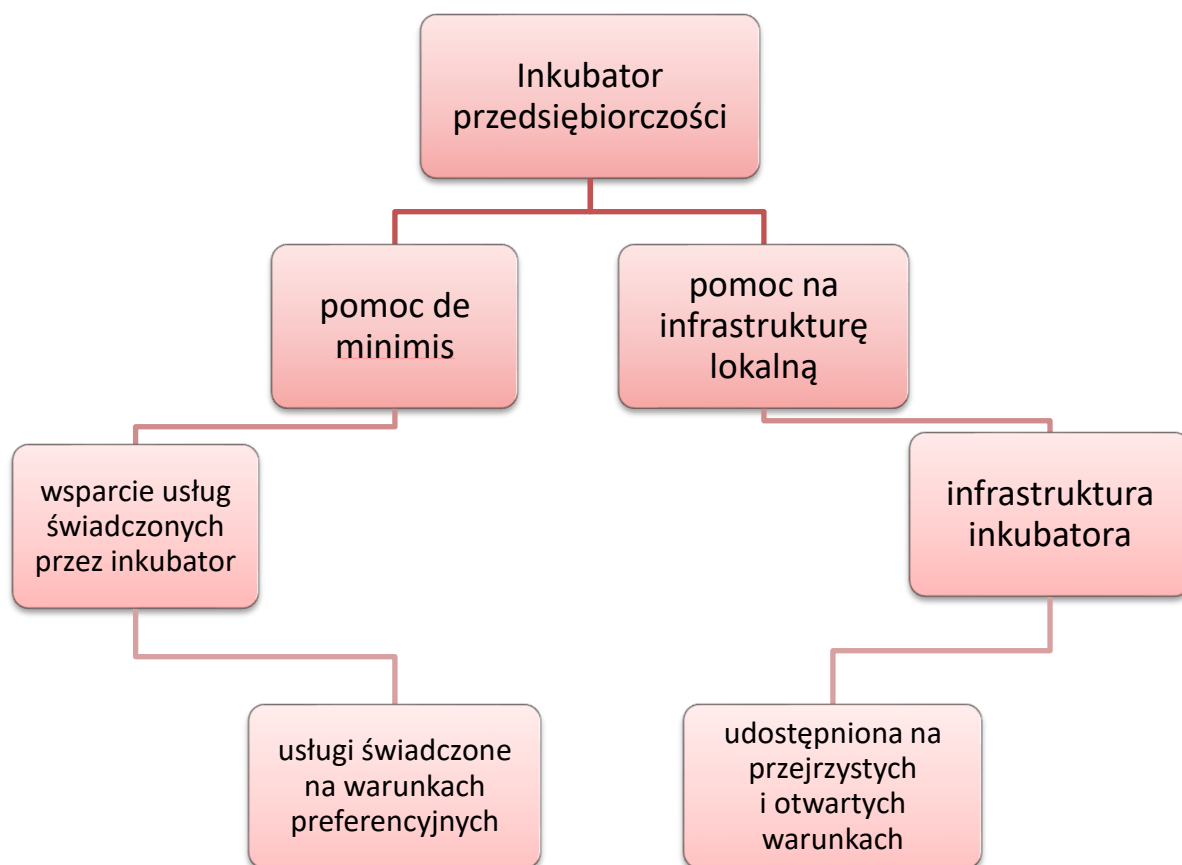 Inkubator
przedsiębiorczości
pomoc de
minimis
pomoc na
infrastrukturę
lokalną
wsparcie usług
świadczonych
przez inkubator
infrastruktura
inkubatora
usługi świadczone
na warunkach
preferencyjnych
udostępniona na
przejrzystych
i otwartych
warunkach